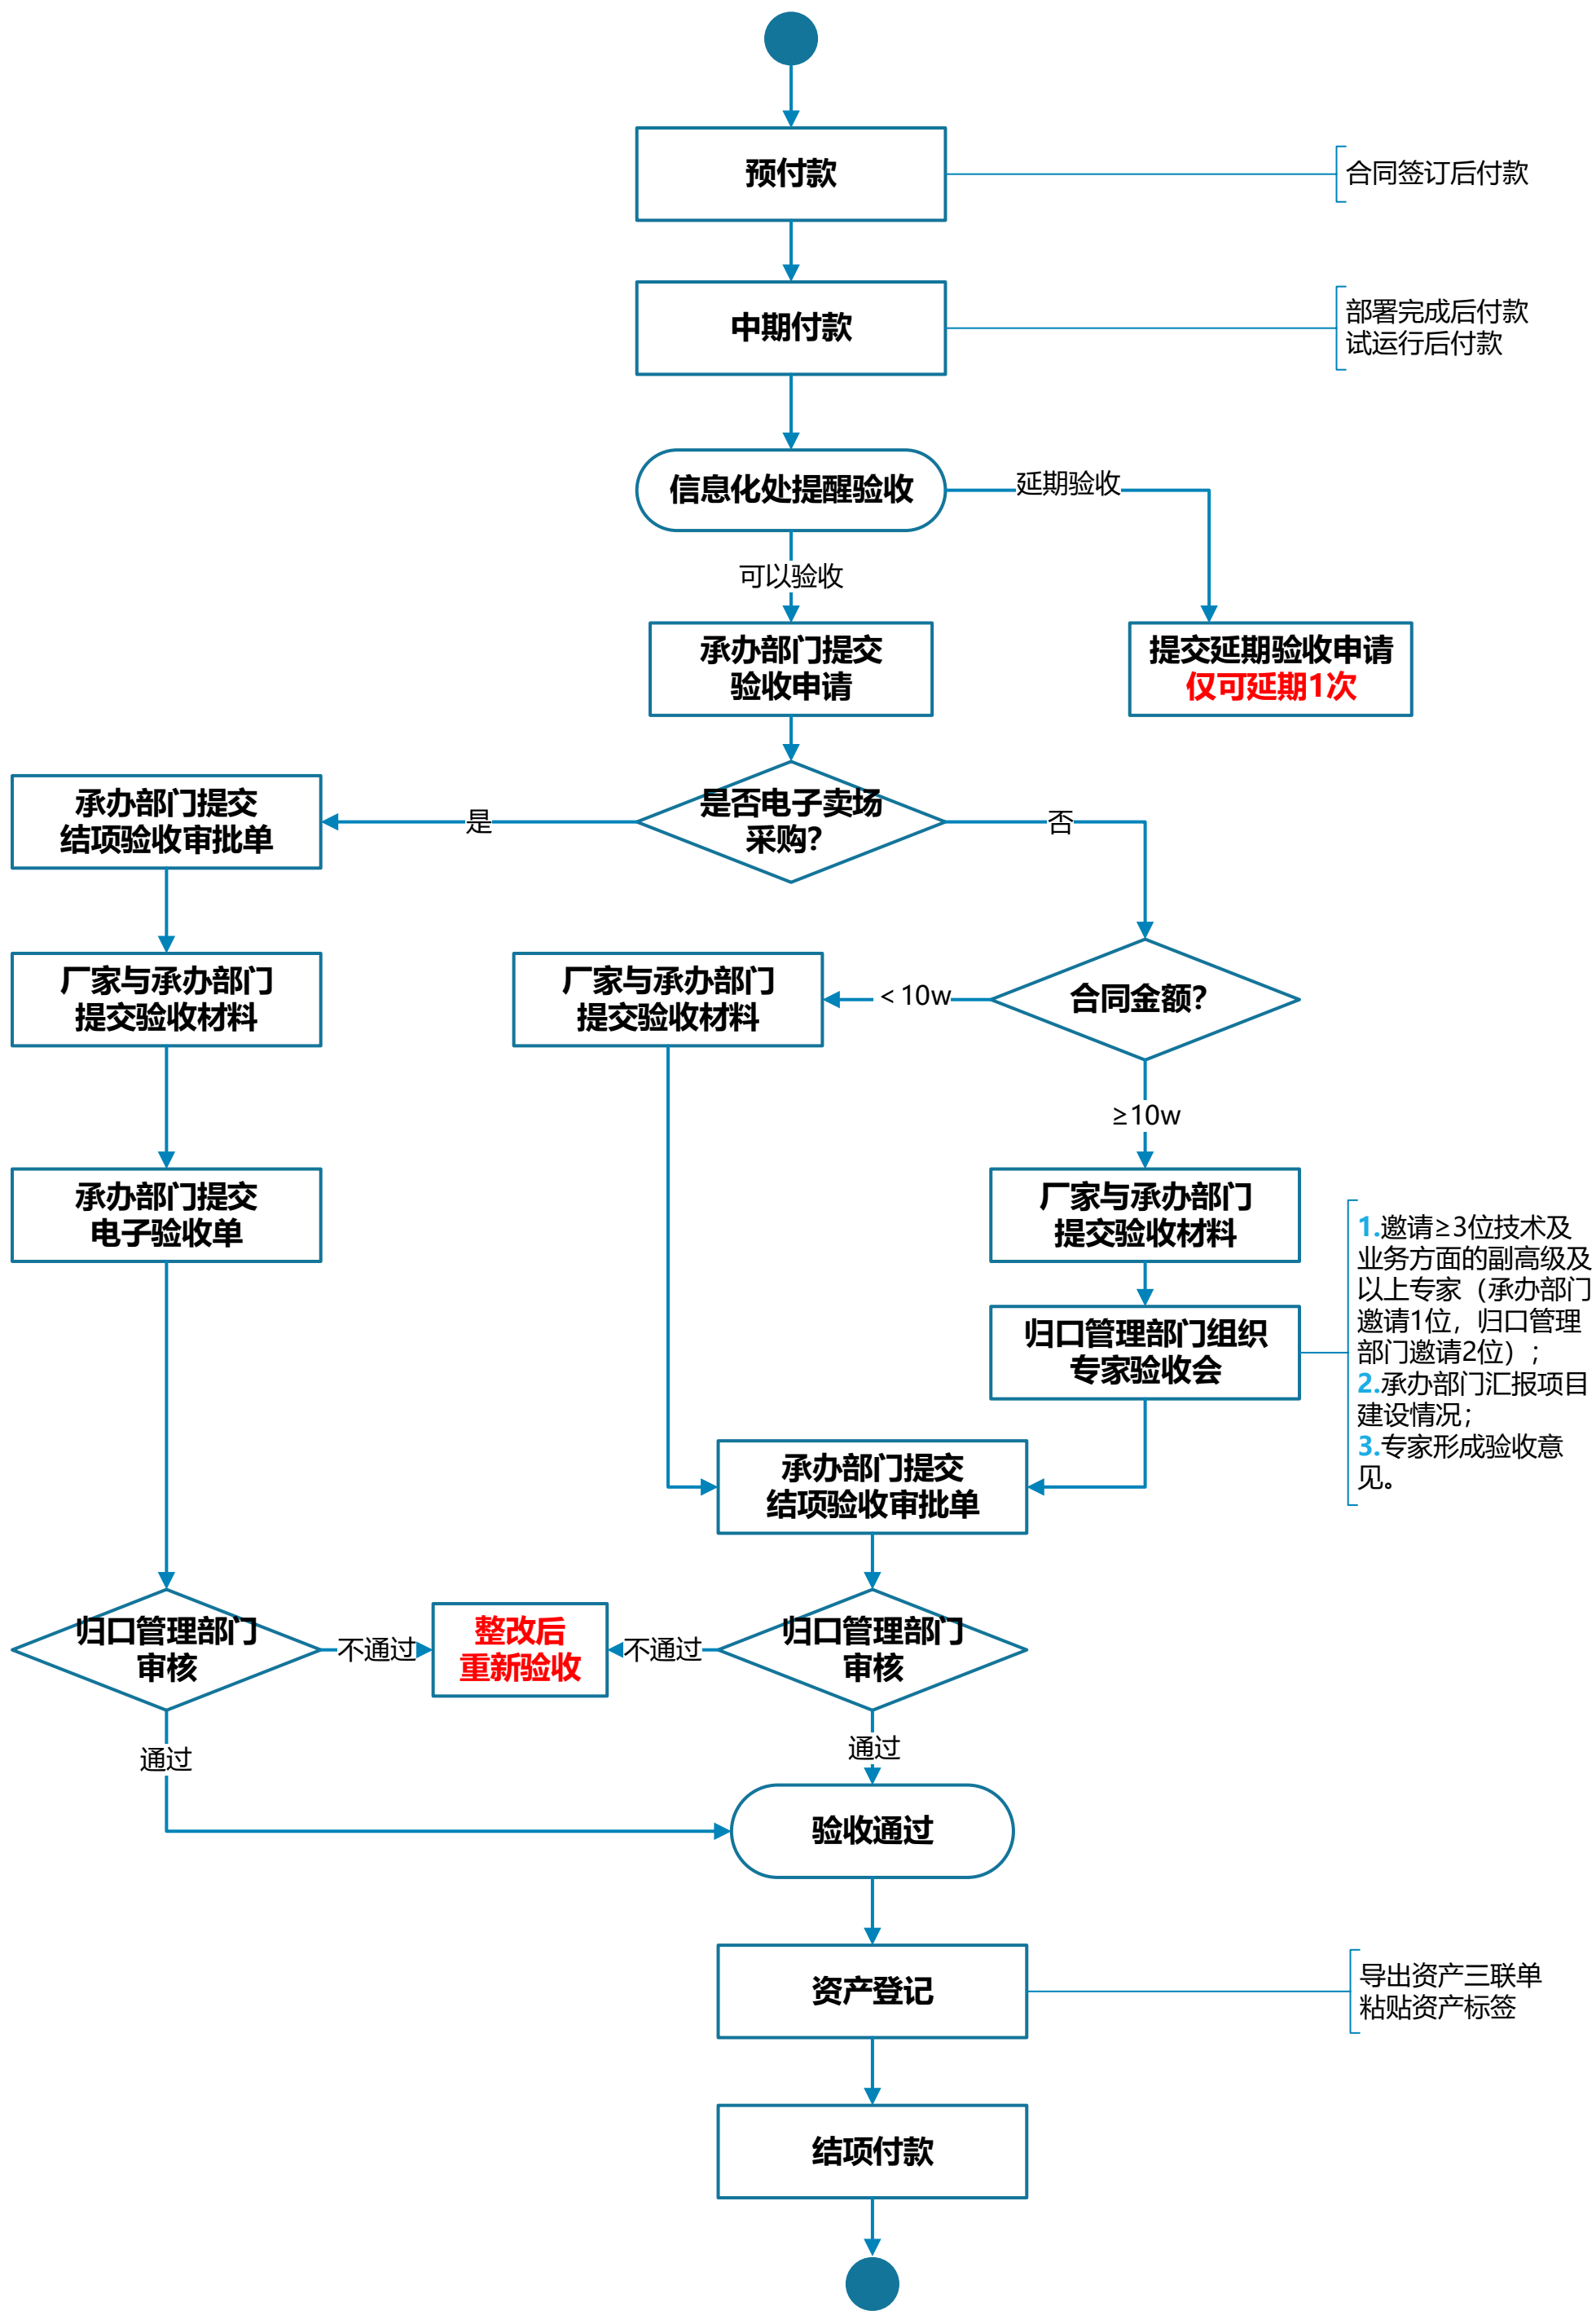 预付款
合同签订后付款
中期付款
部署完成后付款
试运行后付款
信息化处提醒验收
延期验收
可以验收
承办部门提交
验收申请
提交延期验收申请
仅可延期1次
是否电子卖场
采购？
是
否
承办部门提交
结项验收审批单
厂家与承办部门
提交验收材料
厂家与承办部门
提交验收材料
＜10w
合同金额？
≥10w
承办部门提交
电子验收单
厂家与承办部门
提交验收材料
归口管理部门组织
专家验收会
1.邀请≥3位技术及
业务方面的副高级及
以上专家（承办部门
邀请1位，归口管理
部门邀请2位）；
2.承办部门汇报项目
建设情况；
3.专家形成验收意
见。
承办部门提交
结项验收审批单
归口管理部门
审核
不通过
整改后
重新验收
不通过
归口管理部门
审核
通过
通过
验收通过
资产登记
导出资产三联单
粘贴资产标签
结项付款